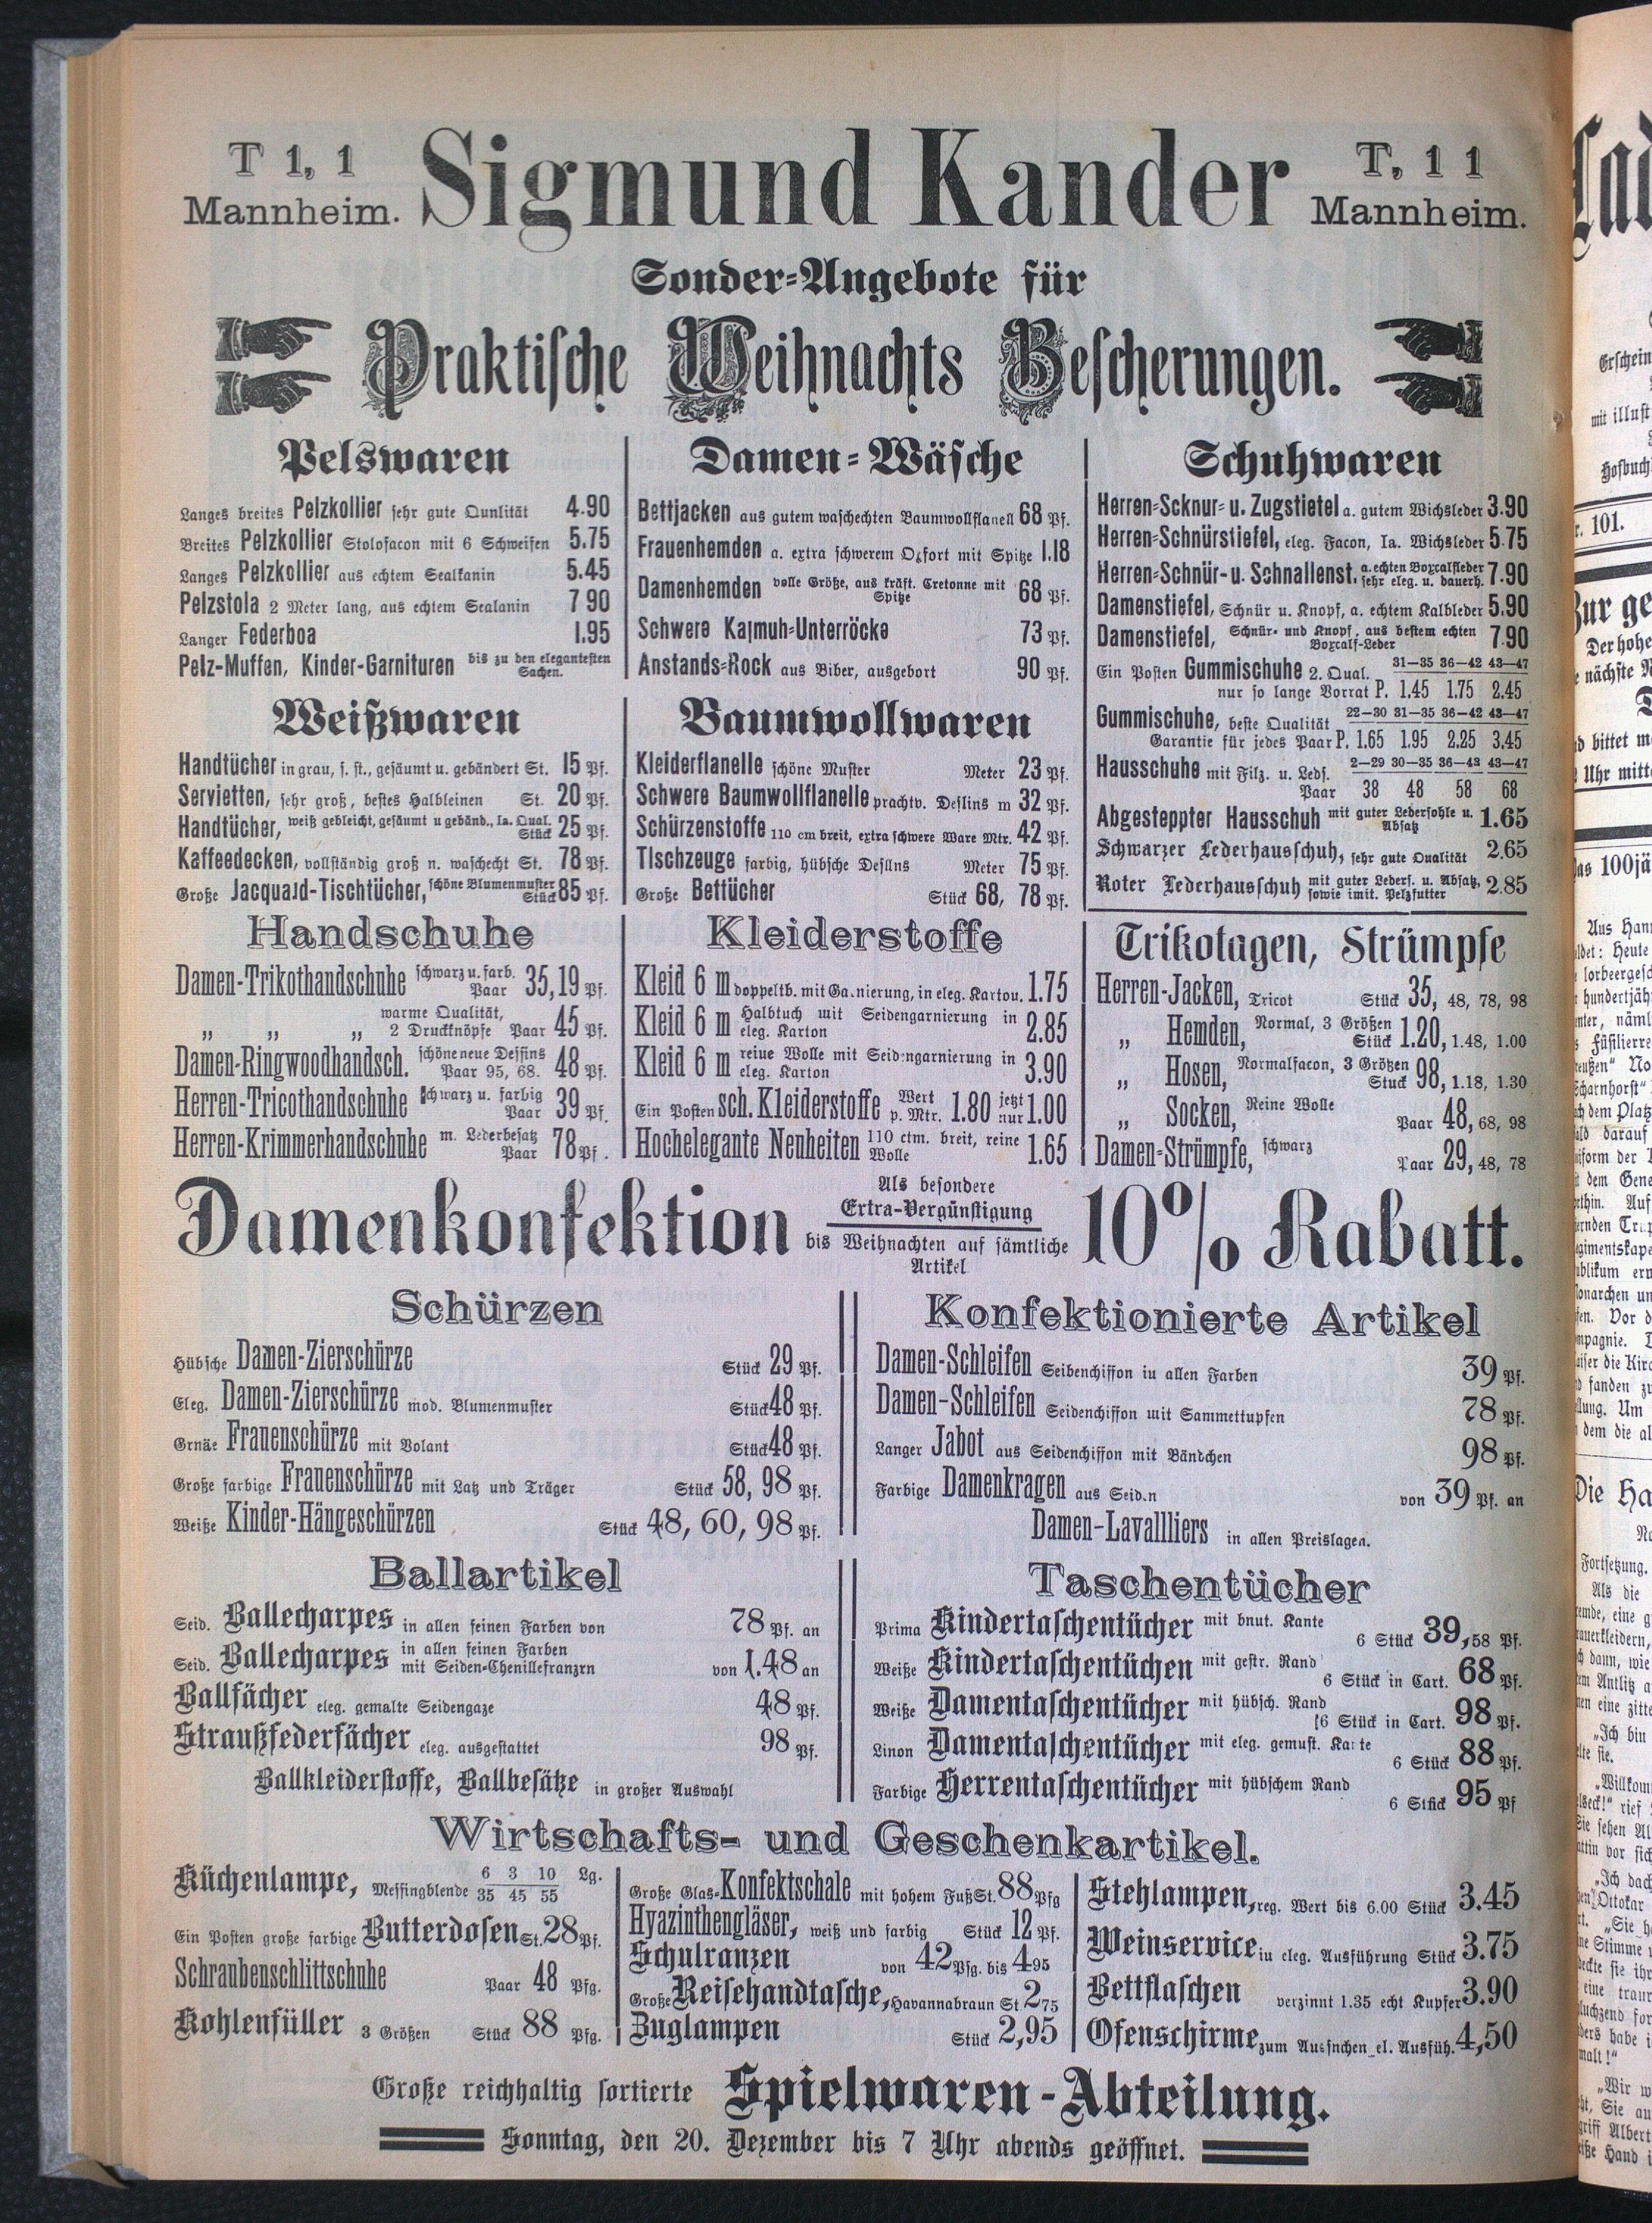 T 1, 1
Mannheim.
Sigmund Kander
T, 1 1
Mannheim.
Sonder-Angebote für
Praktische Weihnachts Bescherungen.
Pelswaren
Langes breites Pelzkollier sehr gute Qunlität 4.90
Breites Pelzkollier Stolofacon mit 6 Schweifen 5.75
Langes Pelzkollier aus echtem Sealkanin 5.45
Pelzstola 2 Meter lang, aus echtem Sealanin 7 90
Langer Federboa 1.95
Pelz-Muffen, Kinder-Garnituren bis zu den elegantesten Sachen.
Weißwaren
Handtücher in grau, s. st., gesäumt u. gebändert St. 15 Pf.
Servietten, sehr groß, bestes Halbleinen St. 20 Pf.
Handtücher, weiß gebleicht, gesäumt u gebänd., Ia. Qual. Stück 25 Pf.
Kaffeedecken, vollständig groß n. waschecht St. 78 Pf.
Große Jacquard-Tischtücher, schöne Blumenmuster Stück 85 Pf.
Handschuhe
Damen-Trikothandschuhe schwarz u. farb. Paar 35, 19 Pf.
„ „ „ warme Qualität, 2 Druckknöpfe Paar 45 Pf.
Damen-Ringwoodhandsch. schöne neue Dessins Paar 95, 68. 48 Pf.
Herren-Tricothandschuhe schwarz u. farbig Paar 39 Pf.
Herren-Krimmerhandschuhe m. Lederbesatz Paar 78 Pf.
Damen-Wäsche
Bettjacken aus gutem waschechten Baumwollflanell 68 Pf.
Frauenhemden a. extra schwerem Oxfort mit Spitze 1.18
Damenhemden volle Größe, aus kräft. Cretonne mit Spitze 68 Pf.
Schwere Kalmuh-Unterröcke 73 Pf.
Anstands-Rock aus Biber, ausgebort 90 Pf.
Baumwollwaren
Kleiderflanelle schöne Muster Meter 23 Pf.
Schwere Baumwollflanelle prachtv. Dessins m 32 Pf.
Schürzenstoffe 110 cm breit, extra schwere Ware Mtr. 42 Pf.
Tischzeuge farbig, hübsche Dessins Meter 75 Pf.
Große Bettücher Stück 68, 78 Pf.
Kleiderstoffe
Kleid 6 m doppeltb. mit Garnierung, in eleg. Kartou. 1.75
Kleid 6 m Halbtuch mit Seidengarnierung in eleg. Karton 2.85
Kleid 6 m reine Wolle mit Seidengarnierung in eleg. Karton 3.90
Ein Posten sch. Kleiderstoffe Wert p. Mtr. 1.80 jetzt nur 1.00
Hochelegante Neuheiten 110 ctm. breit, reine Wolle 1.65
Schuhwaren
Herren-Scknur- u. Zugstietel a. gutem Wichsleder 3.90
Herren-Schnürstiefel, eleg. Facon, Ia. Wichsleder 5.75
Herren-Schnür- u. Schnallenst. a. echten Boxcalfleder sehr eleg. u. dauerh. 7.90
Damenstiefel, Schnür u. Knopf, a. echtem Kalbleder 5.90
Damenstiefel, Schnür- und Knopf, aus bestem echten Boxcalf-Leder 7.90
Ein Posten Gummischuhe 2. Qual. 31—35 36—42 43—47
nur so lange Vorrat P. 1.45 1.75 2.45
Gummischuhe, beste Qualität 22—30 31—35 36—42 43—47
Garantie für jedes Paar P. 1.65 1.95 2.25 3.45
Hausschuhe mit Filz. u. Leds. 2—29 30—35 36—43 43—47
Paar 38 48 58 68
Abgesteppter Hausschuh mit guter Ledersohle u. Absatz 1.65
Schwarzer Lederhausschuh, sehr gute Qualität 2.65
Roter Lederhausschuh mit guter Leders. u. Absatz, sowie imit. Pelzfutter 2.85
Trikotagen, Strümpfe
Herren-Jacken, Tricot Stück 35, 48, 78, 98
„ Hemden, Normal, 3 Größen Stück 1.20, 1.48, 1.00
„ Hosen, Normalfacon, 3 Größen Stuck 98, 1.18, 1.30
„ Socken, Reine Wolle Paar 48, 68, 98
Damen-Strümpfe, schwarz Paar 29, 48, 78
Damenkonfektion
Als besondere
Extra-Vergünstigung
bis Weihnachten auf sämtliche
Artikel
10% Rabatt.
Schürzen
Hübsche Damen-Zierschürze Stück 29 Pf.
Eleg. Damen-Zierschürze mod. Blumenmuster Stück 48 Pf.
Grnäe Frauenschürze mit Volant Stück 48 Pf.
Große farbige Frauenschürze mit Latz und Träger Stück 58, 98 Pf.
Weiße Kinder-Hängeschürzen Stück 48, 60, 98 Pf.
Konfektionierte Artikel
Damen-Schleifen Seibenchiffon in allen Farben 39 Pf.
Damen-Schleifen Seidenchiffon mit Sammettupfen 78 Pf.
Langer Jabot aus Seidenchiffon mit Bändchen 98 Pf.
Farbige Damenkragen aus Seid.n von 39 Pf. an
Damen-Lavallliers in allen Preislagen.
Ballartikel
Seid. Ballecharpes in allen feinen Farben von 78 Pf. an
Seid. Ballecharpes in allen feinen Farben mit Seiden-Chenillefranzrn von 1.48 an
Ballfächer eleg. gemalte Seidengaze 48 Pf.
Straußfederfächer eleg. ausgestattet 98 Pf.
Ballkleiderstoffe, Ballbesätze in großer Auswahl
Taschentücher
Prima Kindertaschentücher mit bnut. Kante 6 Stück 39, 58 Pf.
Weiße Kindertaschentüchen mit gestr. Rand 6 Stück in Cart. 68 Pf.
Weiße Damentaschentücher mit hübsch. Rand 6 Stück in Cart. 98 Pf.
Linon Damentaschentücher mit eleg. gemust. Kante 6 Stück 88 Pf.
Farbige Herrentaschentücher mit hübschem Rand 6 Stück 95 Pf
Wirtschafts- und Geschenkartikel.
Küchenlampe, Messingblende 6 3 10 Lg.
35 45 55
Ein Posten große farbige Butterdosen St. 28 Pf.
Schraubenschlittschuhe Paar 48 Pfg.
Kohlenfüller 3 Größen Stück 88 Pfg.
Große Glas-Konfektschale mit hohem Fuß St. 88 Pfg
Hyazinthengläser, weiß und farbig Stück 12 Pf.
Schulranzen von 42 Pfg. bis 4 95
Große Reisehandtasche, Havannabraun St 2 75
Zuglampen Stück 2,95
Stehlampen, reg. Wert bis 6.00 Stück 3.45
Weinservice in eleg. Ausführung Stück 3.75
Bettflaschen verzinnt 1.35 echt Kupfer 3.90
Ofenschirme zum Aussuchen el. Ausfüh. 4,50
Große reichhaltig sortierte Spielwaren-Abteilung.
Sonntag, den 20. Dezember bis 7 Uhr abends geöffnet.